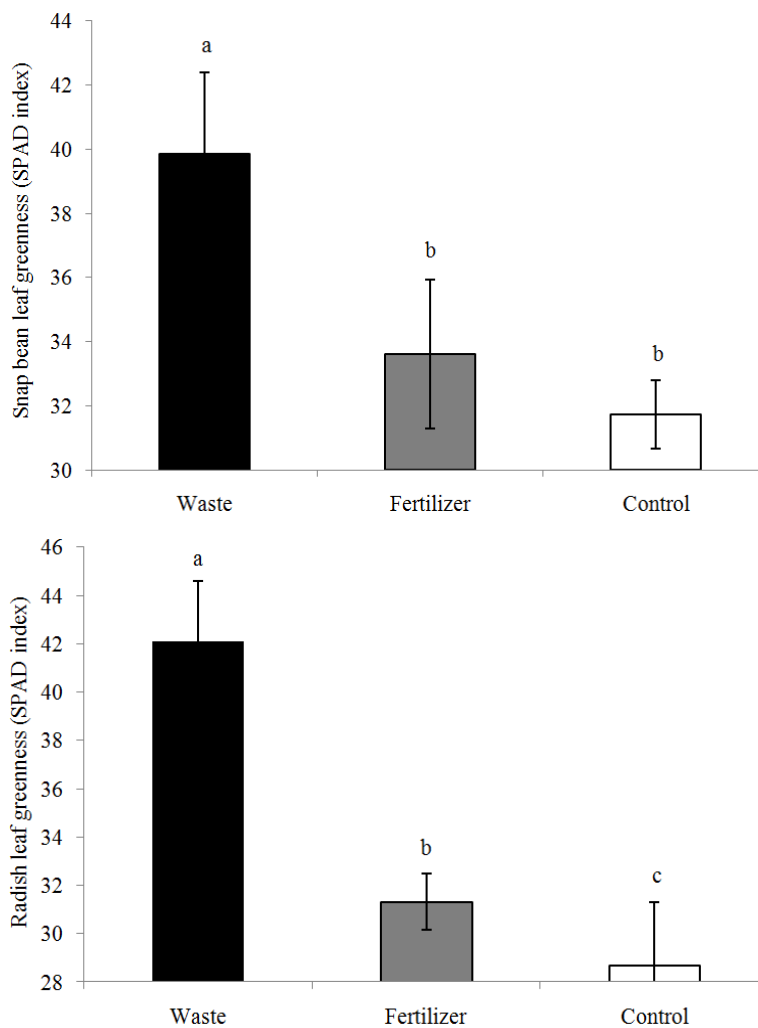 Snap bean leaf greenness (SPAD index)
44
42
40
38
36
34
32
30
a
b
b
Waste Fertilizer Control
Radish leaf greenness (SPAD index)
46
44
42
40
38
36
34
32
30
28
a
b
c
Waste Fertilizer Control